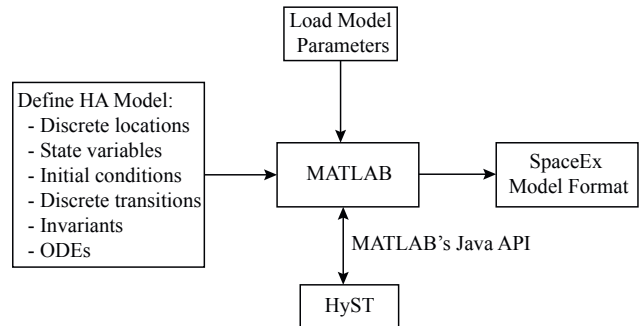 Load Model
Parameters
Define HA Model:
- Discrete locations
- State variables
- Initial conditions
- Discrete transitions
- Invariants
- ODEs
MATLAB
SpaceEx
Model Format
MATLAB's Java API
HyST